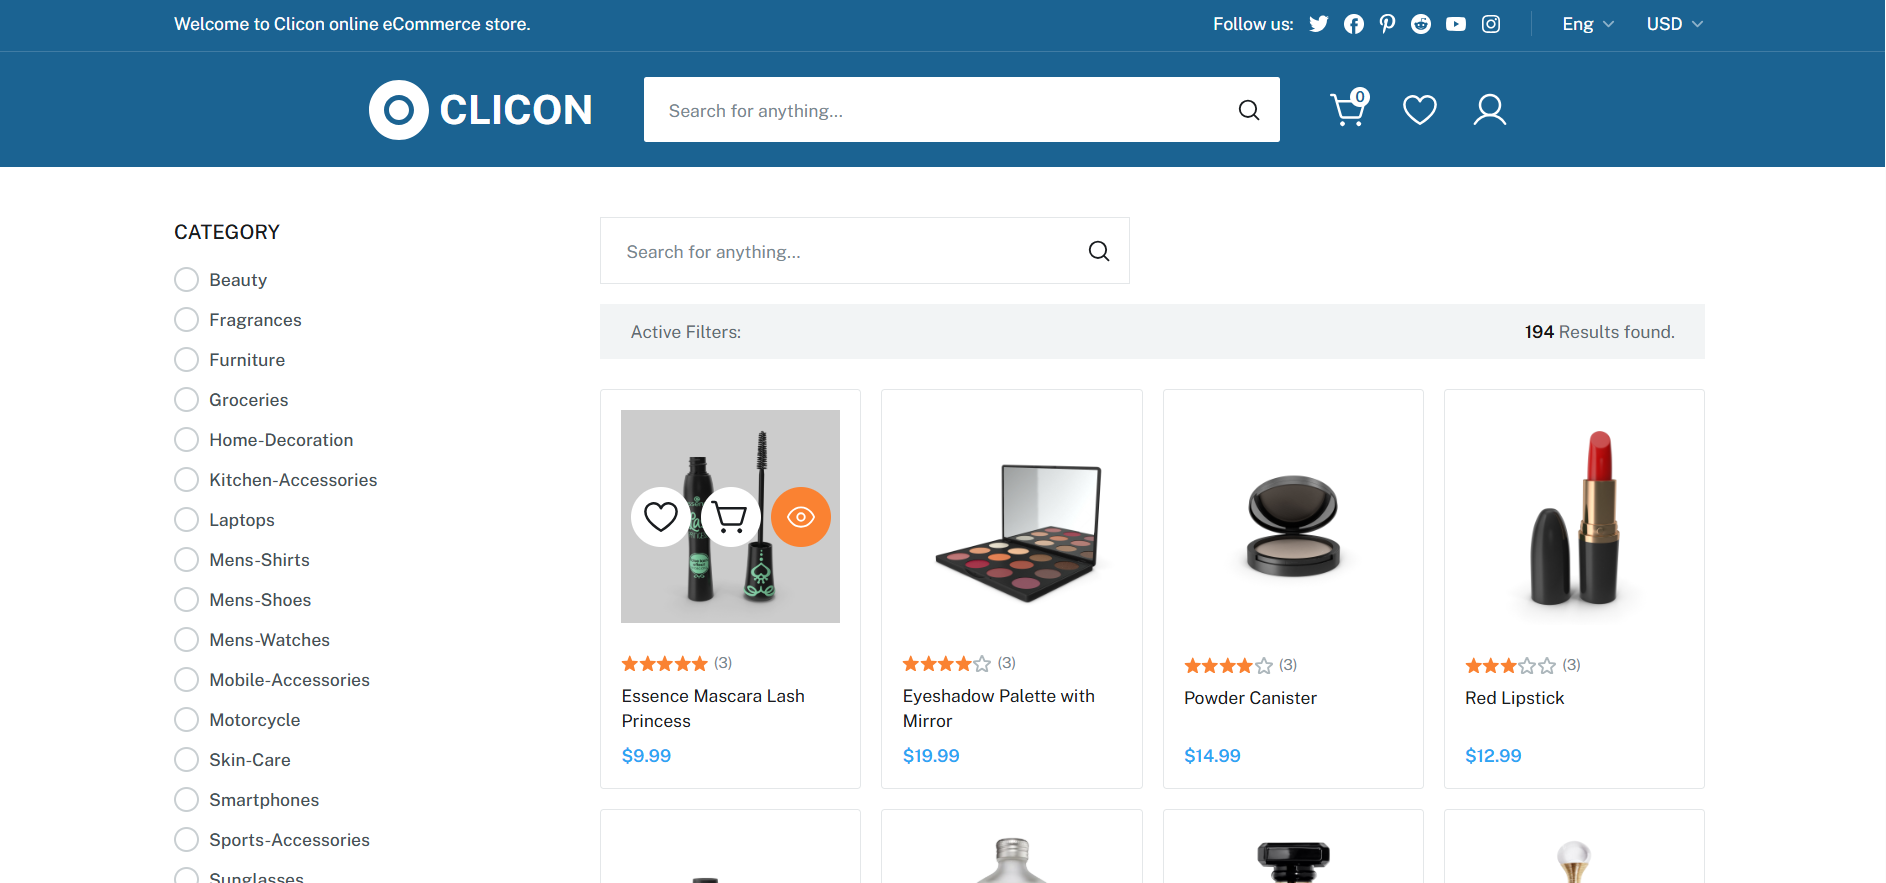 Welcome to Clicon online eCommerce store.
Follow us:
Eng
USD
CLICON
Search for anything...
0
CATEGORY
Beauty
Fragrances
Furniture
Groceries
Home-Decoration
Kitchen-Accessories
Laptops
Mens-Shirts
Mens-Shoes
Mens-Watches
Mobile-Accessories
Motorcycle
Skin-Care
Smartphones
Sports-Accessories
Sunglasses
Search for anything...
Active Filters:
194 Results found.
(3)
Essence Mascara Lash
Princess
$9.99
(3)
Eyeshadow Palette with
Mirror
$19.99
(3)
Powder Canister
$14.99
(3)
Red Lipstick
$12.99